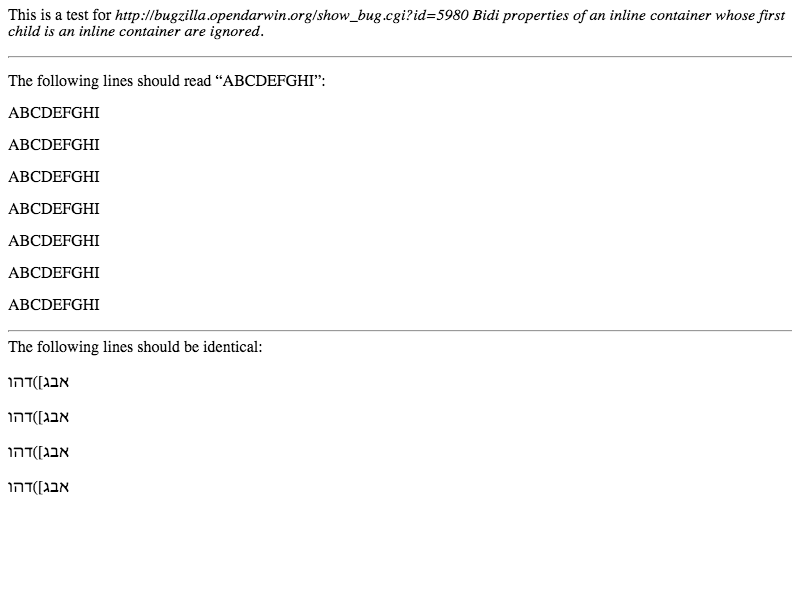 This is a test for http://bugzilla.opendarwin.org/show_bug.cgi?id=5980 Bidi properties of an inline container whose first
child is an inline container are ignored.
The following lines should read “ABCDEFGHI”:
ABCDEFGHI
ABCDEFGHI
ABCDEFGHI
ABCDEFGHI
ABCDEFGHI
ABCDEFGHI
ABCDEFGHI
The following lines should be identical:
אבג])דהו
אבג])דהו
אבג])דהו
אבג])דהו